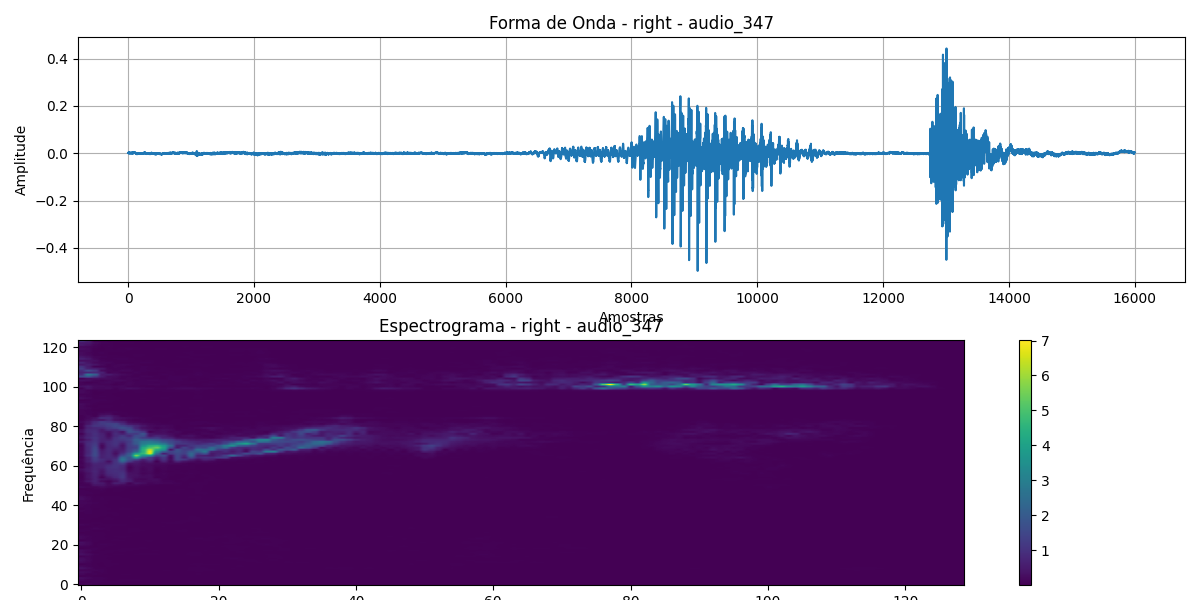 Forma de Onda - right - audio_347
Amplitude
0.4
0.2
0.0
−0.2
−0.4
0 2000 4000 6000 8000 10000 12000 14000 16000
Amostras
Espectrograma - right - audio_347
Frequência
120
100
80
60
40
20
0
0 20 40 60 80 100 120
7
6
5
4
3
2
1